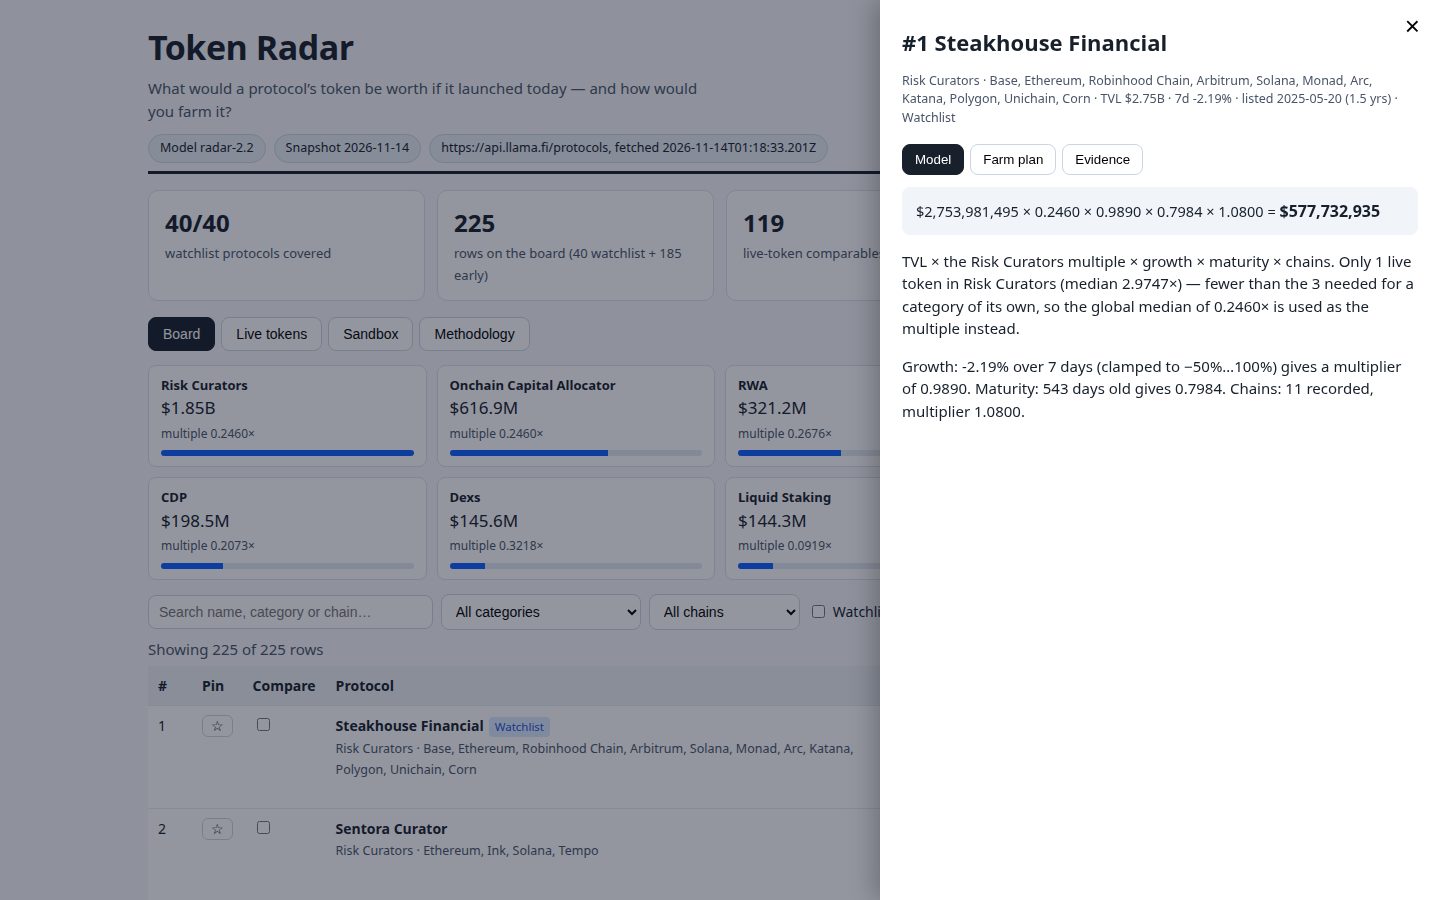 Token Radar
What would a protocol's token be worth if it launched today — and how would
you farm it?
Model radar-2.2
Snapshot 2026-11-14
https://api.llama.fi/protocols, fetched 2026-11-14T01:18:33.201Z
40/40
watchlist protocols covered
225
rows on the board (40 watchlist + 185
early)
119
live-token comparables
Board
Live tokens
Sandbox
Methodology
Risk Curators
$1.85B
multiple 0.2460×
Onchain Capital Allocator
$616.9M
multiple 0.2460×
RWA
$321.2M
multiple 0.2676×
CDP
$198.5M
multiple 0.2073×
Dexs
$145.6M
multiple 0.3218×
Liquid Staking
$144.3M
multiple 0.0919×
Search name, category or chain…
All categories
All chains
Showing 225 of 225 rows
# Pin Compare Protocol
1 ☆ Steakhouse Financial Watchlist
Risk Curators · Base, Ethereum, Robinhood Chain, Arbitrum, Solana, Monad, Arc, Katana,
Polygon, Unichain, Corn
2 ☆ Sentora Curator
Risk Curators · Ethereum, Ink, Solana, Tempo
✕
#1 Steakhouse Financial
Risk Curators · Base, Ethereum, Robinhood Chain, Arbitrum, Solana, Monad, Arc,
Katana, Polygon, Unichain, Corn · TVL $2.75B · 7d -2.19% · listed 2025-05-20 (1.5 yrs) ·
Watchlist
Model
Farm plan
Evidence
$2,753,981,495 × 0.2460 × 0.9890 × 0.7984 × 1.0800 = $577,732,935
TVL × the Risk Curators multiple × growth × maturity × chains. Only 1 live
token in Risk Curators (median 2.9747×) — fewer than the 3 needed for a
category of its own, so the global median of 0.2460× is used as the
multiple instead.
Growth: -2.19% over 7 days (clamped to −50%…100%) gives a multiplier
of 0.9890. Maturity: 543 days old gives 0.7984. Chains: 11 recorded,
multiplier 1.0800.